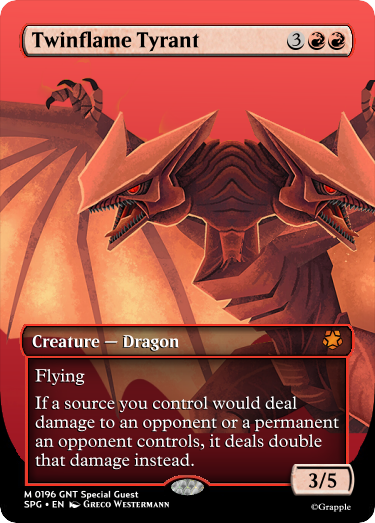 Twinflame Tyrant 3
Creature — Dragon
Flying
If a source you control would deal
damage to an opponent or a permanent
an opponent controls, it deals double
that damage instead.
3/5
M 0196 GNT Special Guest
SPG • EN Greco Westermann
©Grapple